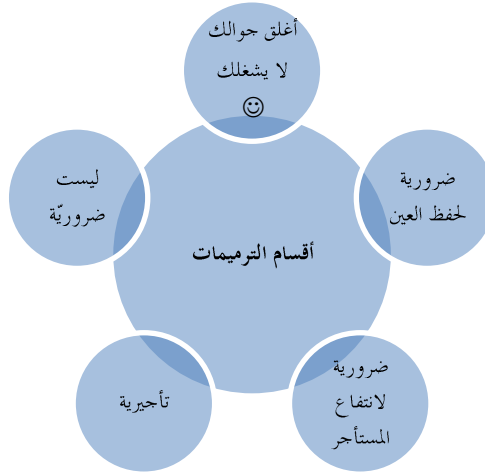 أغلق جوالك
لا يشغلك
☺
ضرورية
لحفظ العين
ليست
ضروريّة
أقسام الترميمات
ضرورية
لانتفاع
المستأجر
تأجيرية